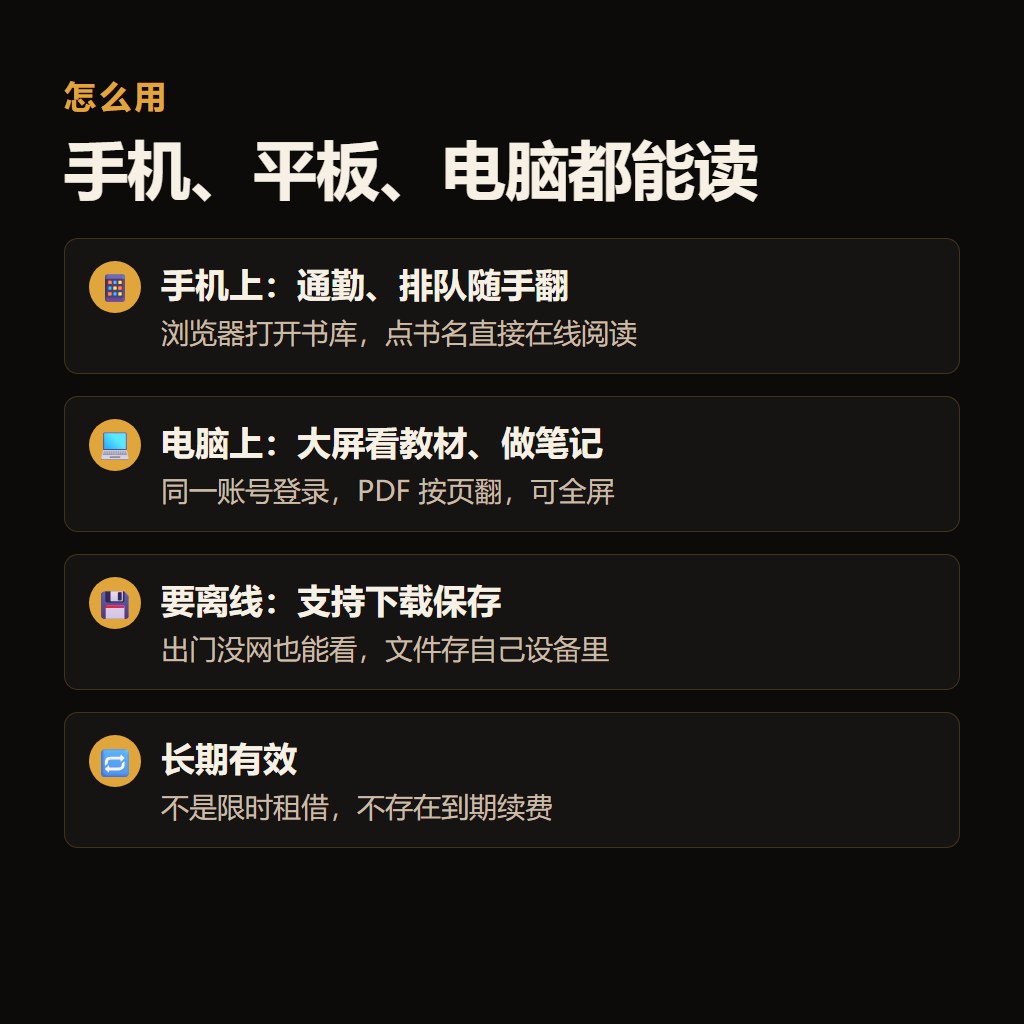 怎么用
手机、平板、电脑都能读
手机上：通勤、排队随手翻
浏览器打开书库，点书名直接在线阅读
电脑上：大屏看教材、做笔记
同一账号登录，PDF 按页翻，可全屏
要离线：支持下载保存
出门没网也能看，文件存自己设备里
长期有效
不是限时租借，不存在到期续费